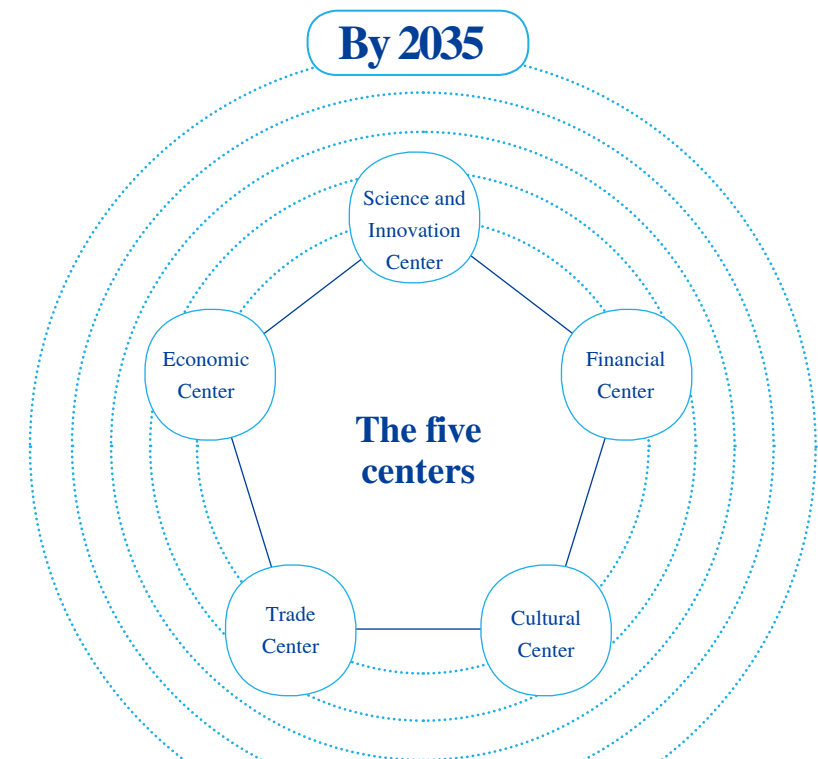 By 2035
Science and
Innovation
Center
Economic
Center
Financial
Center
The five
centers
Trade
Center
Cultural
Center